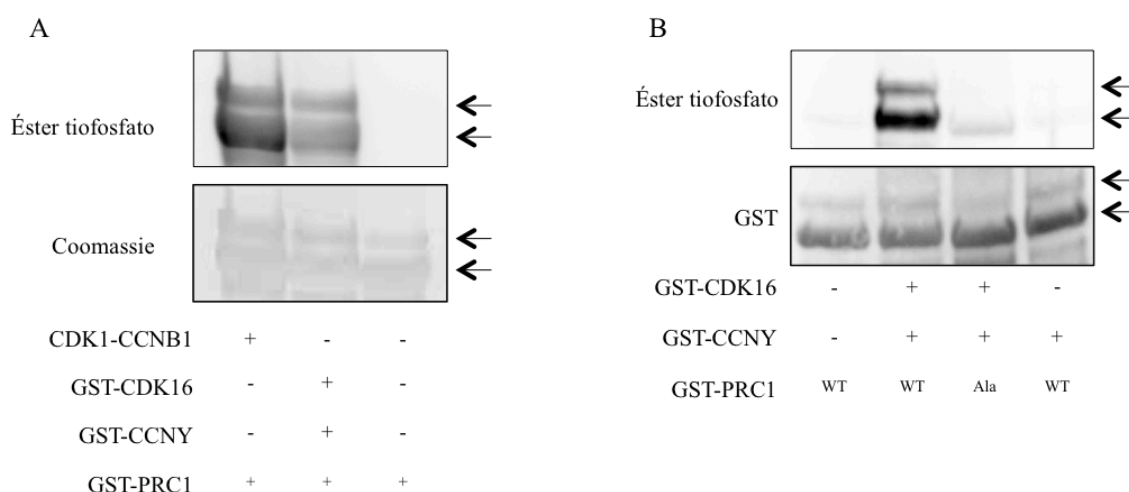 A
Éster tiofosfato
Coomassie
CDK1-CCNB1 + - -
GST-CDK16 - + -
GST-CCNY - + -
GST-PRC1 + + +
B
Éster tiofosfato
GST
GST-CDK16 - + + -
GST-CCNY - + + +
GST-PRC1 WT WT Ala WT